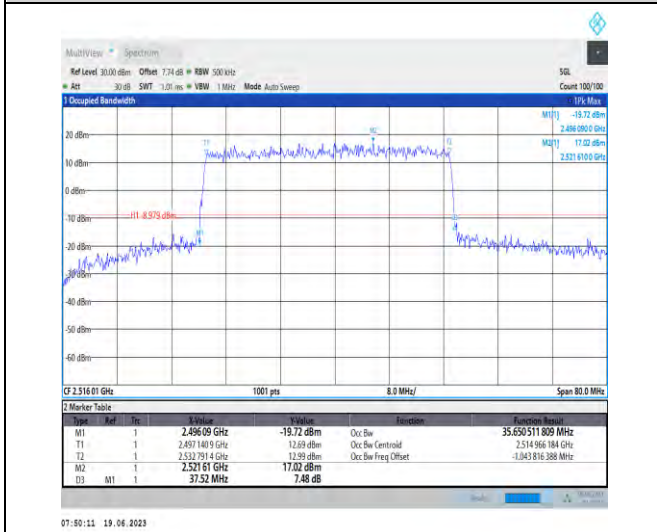 MultiView Spectrum
Ref Level 30.00 dBm Offset 7.74 dB RBW 500 kHz SGL
Att 30 dB SWT 1.01 ms VBW 1 MHz Mode Auto Sweep Count 100/100
1 Occupied Bandwidth 1Pk Max
M1[1] -19.72 dBm
2.496 090 0 GHz
M2[1] 17.02 dBm
2.521 610 0 GHz
20 dBm
M2
T1 T2
10 dBm
0 dBm
-10 dBm H1 -8.979 dBm
D3
M1
-20 dBm
-30 dBm
-40 dBm
-50 dBm
-60 dBm
CF 2.516 01 GHz 1001 pts 8.0 MHz/ Span 80.0 MHz
2 Marker Table
Type Ref Trc X-Value Y-Value Function Function Result
M1 1 2.496 09 GHz -19.72 dBm Occ Bw 35.650 511 809 MHz
T1 1 2.497 140 9 GHz 12.69 dBm Occ Bw Centroid 2.514 966 184 GHz
T2 1 2.532 791 4 GHz 12.99 dBm Occ Bw Freq Offset -1.043 816 388 MHz
M2 1 2.521 61 GHz 17.02 dBm
D3 M1 1 37.52 MHz 7.48 dB
07:50:11 19.06.2023